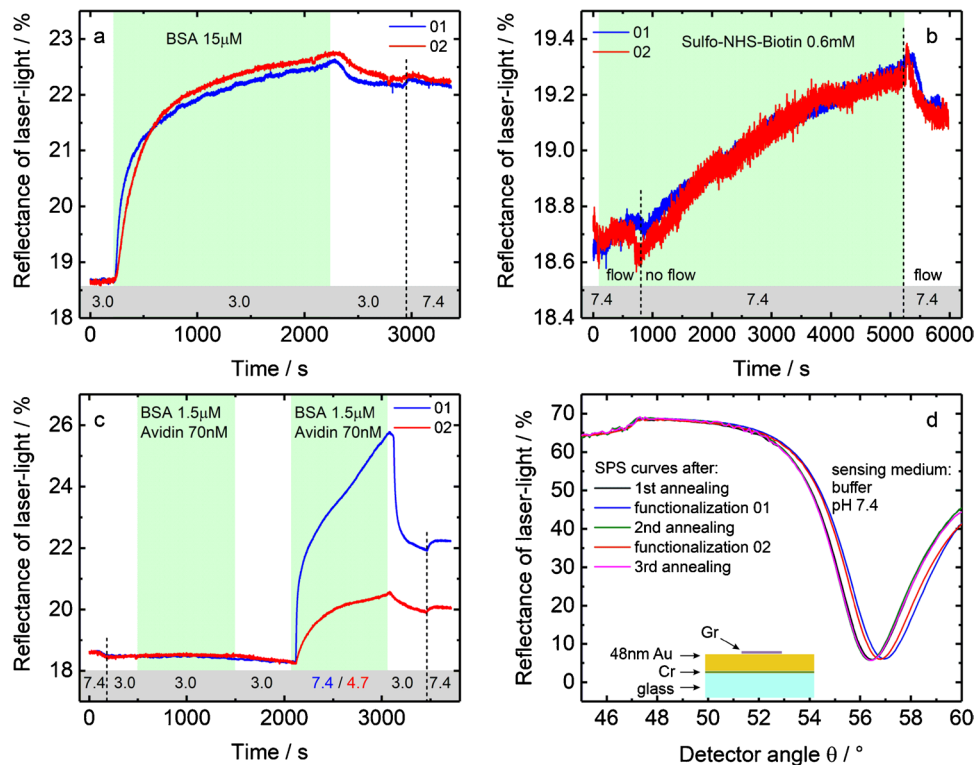 a
BSA 15μM
01
02
Reflectance of laser-light / %
23
22
21
20
19
18
3.0
3.0
3.0
7.4
0
1000
2000
3000
Time / s
b
01
02
Sulfo-NHS-Biotin 0.6mM
Reflectance of laser-light / %
19.4
19.2
19.0
18.8
18.6
18.4
flow
no flow
flow
7.4
7.4
7.4
0
1000
2000
3000
4000
5000
6000
Time / s
c
BSA 1.5μM
Avidin 70nM
BSA 1.5μM
Avidin 70nM
01
02
Reflectance of laser-light / %
26
24
22
20
18
7.4
3.0
3.0
3.0
7.4 / 4.7
3.0
7.4
0
1000
2000
3000
Time / s
d
Reflectance of laser-light / %
70
60
50
40
30
20
10
0
SPS curves after:
1st annealing
functionalization 01
2nd annealing
functionalization 02
3rd annealing
sensing medium:
buffer
pH 7.4
Gr
48nm Au
Cr
glass
46
48
50
52
54
56
58
60
Detector angle θ / °